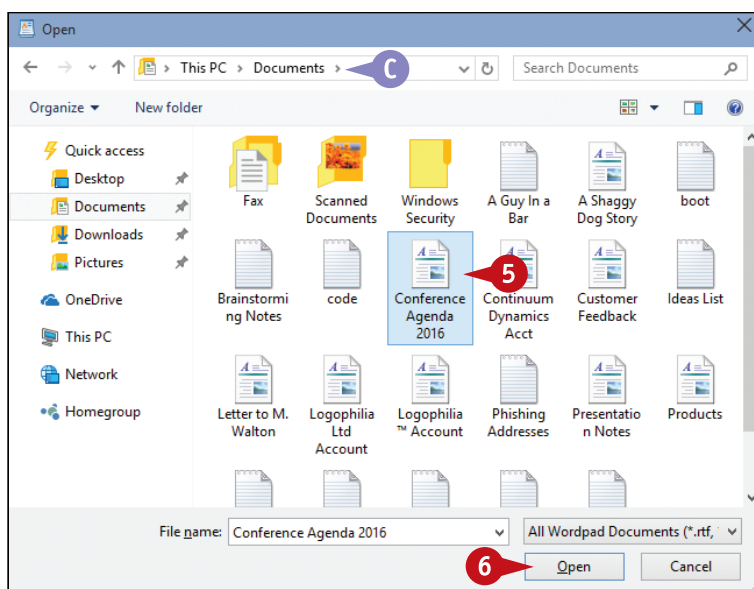 Open
This PC > Documents >
C
Search Documents
Organize
New folder
Quick access
Desktop
Documents
Downloads
Pictures
OneDrive
This PC
Network
Homegroup
Fax
Scanned
Documents
Windows
Security
A Guy In a
Bar
A Shaggy
Dog Story
boot
Brainstormi
ng Notes
code
Conference
Agenda
2016
5
Continuum
Dynamics
Acct
Customer
Feedback
Ideas List
Letter to M.
Walton
Logophilia
Ltd
Account
Logophilia
™ Account
Phishing
Addresses
Presentatio
n Notes
Products
File name:
Conference Agenda 2016
All Wordpad Documents (*.rtf,
6
Open
Cancel